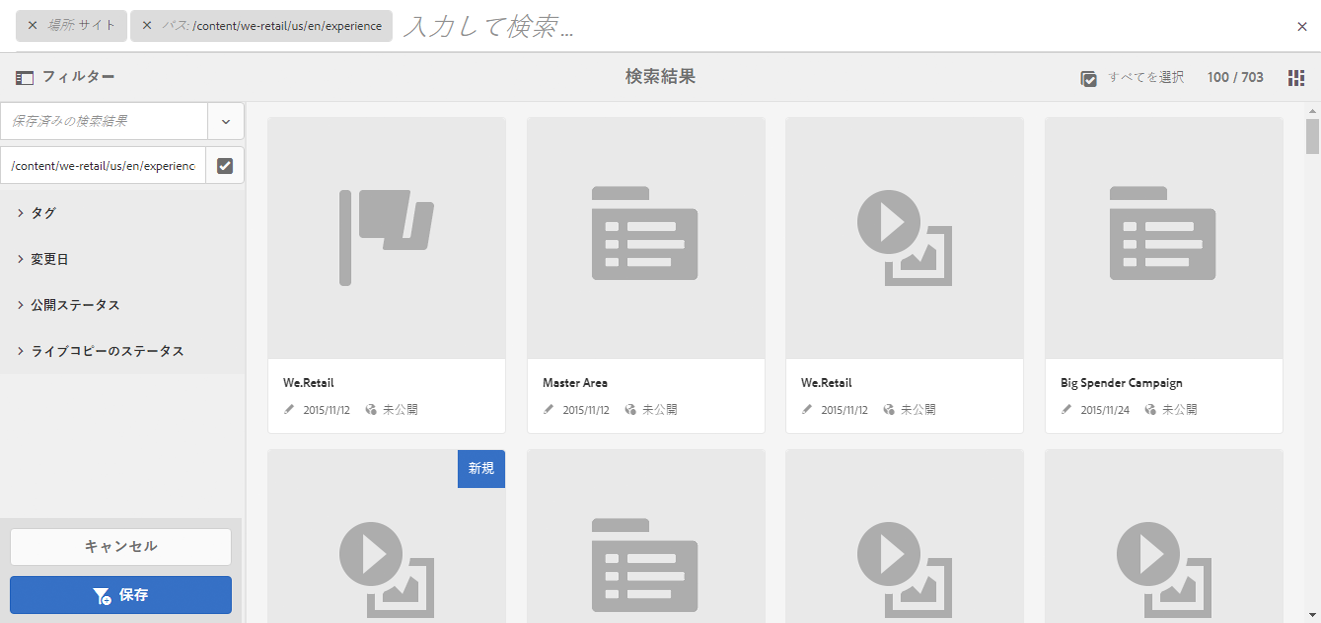 × 場所: サイト × パス: /content/we-retail/us/en/experience 入力して検索 ... ×
フィルター 検索結果 すべてを選択 100 / 703
保存済みの検索結果
/content/we-retail/us/en/experienc
タグ
変更日
公開ステータス
ライブコピーのステータス
We.Retail Master Area We.Retail Big Spender Campaign
2015/11/12 未公開 2015/11/12 未公開 2015/11/12 未公開 2015/11/24 未公開
新規
キャンセル
保存